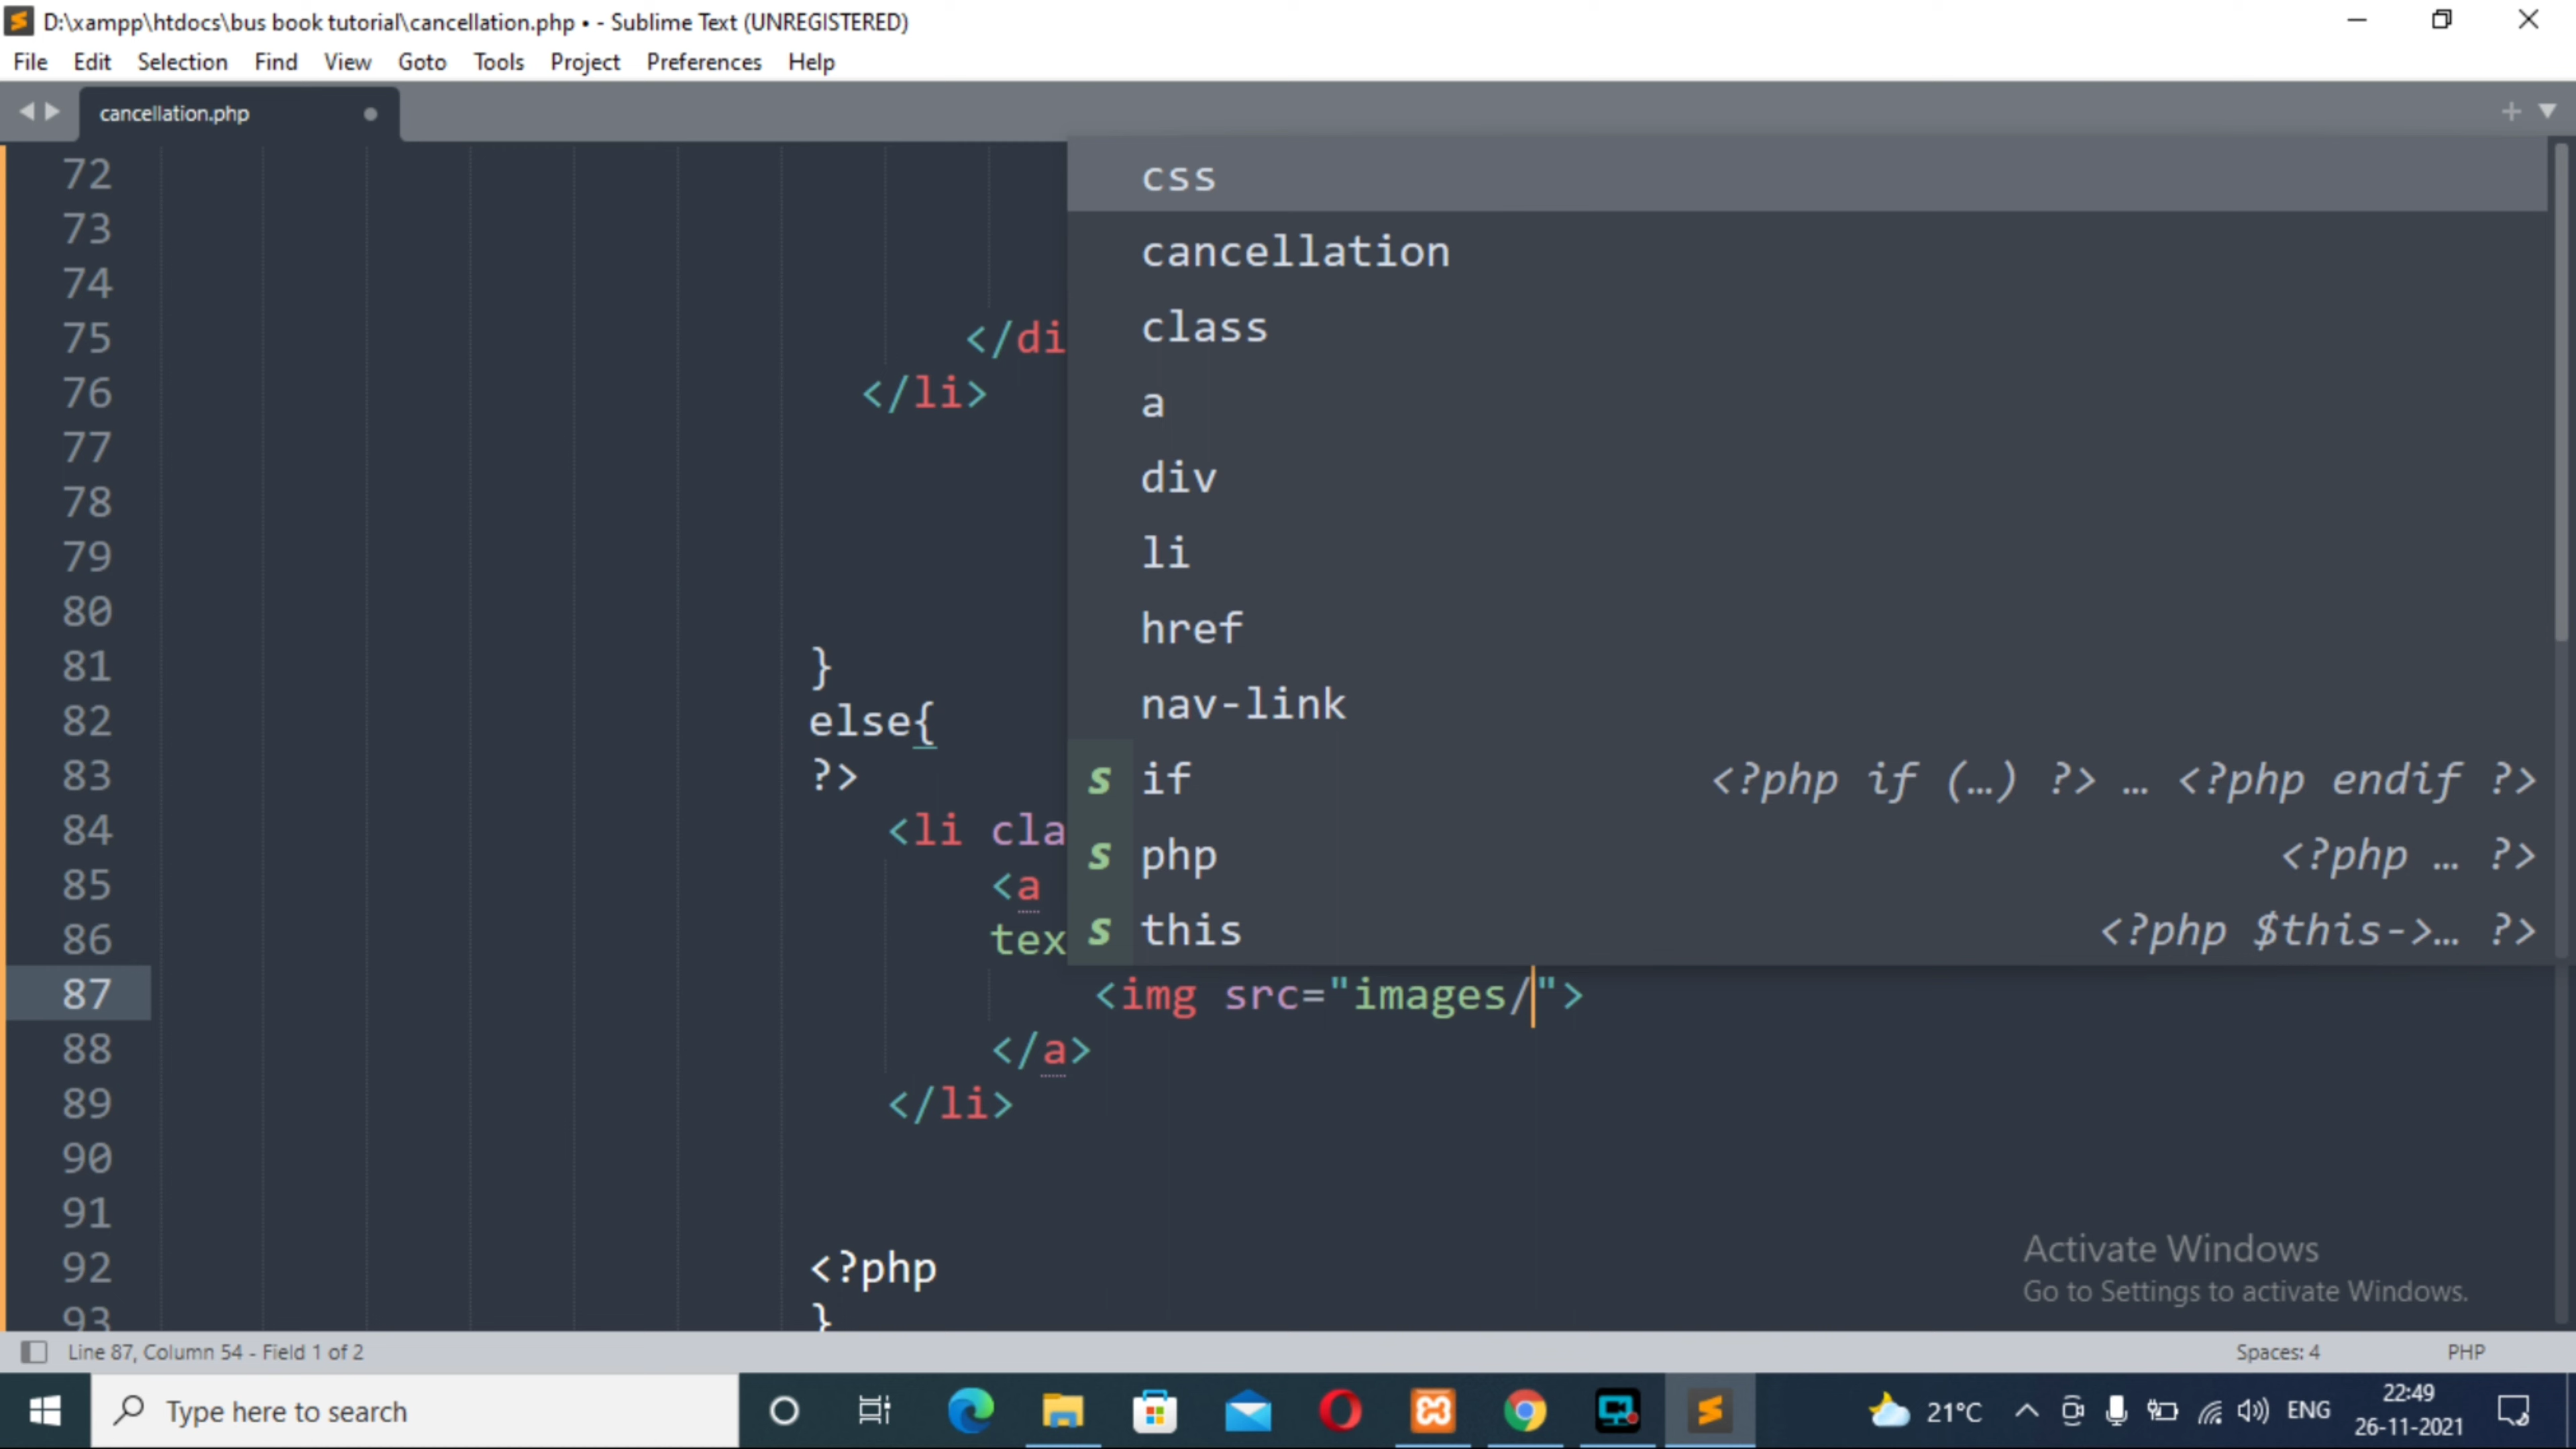 D:\xampp\htdocs\bus book tutorial\cancellation.php • - Sublime Text (UNREGISTERED)
File Edit Selection Find View Goto Tools Project Preferences Help
cancellation.php
css
cancellation
class
a
div
li
href
nav-link
s if <?php if (…) ?> … <?php endif ?>
s php <?php … ?>
s this <?php $this->… ?>
72
73
74
75 </di
76 </li>
77
78
79
80
81 }
82 else{
83 ?>
84 <li cla
85 <a
86 tex
87 <img src="images/">
88 </a>
89 </li>
90
91
92 <?php
93 }
Activate Windows
Go to Settings to activate Windows.
Line 87, Column 54 - Field 1 of 2 Spaces: 4 PHP
Type here to search 21°C ENG 22:49
26-11-2021